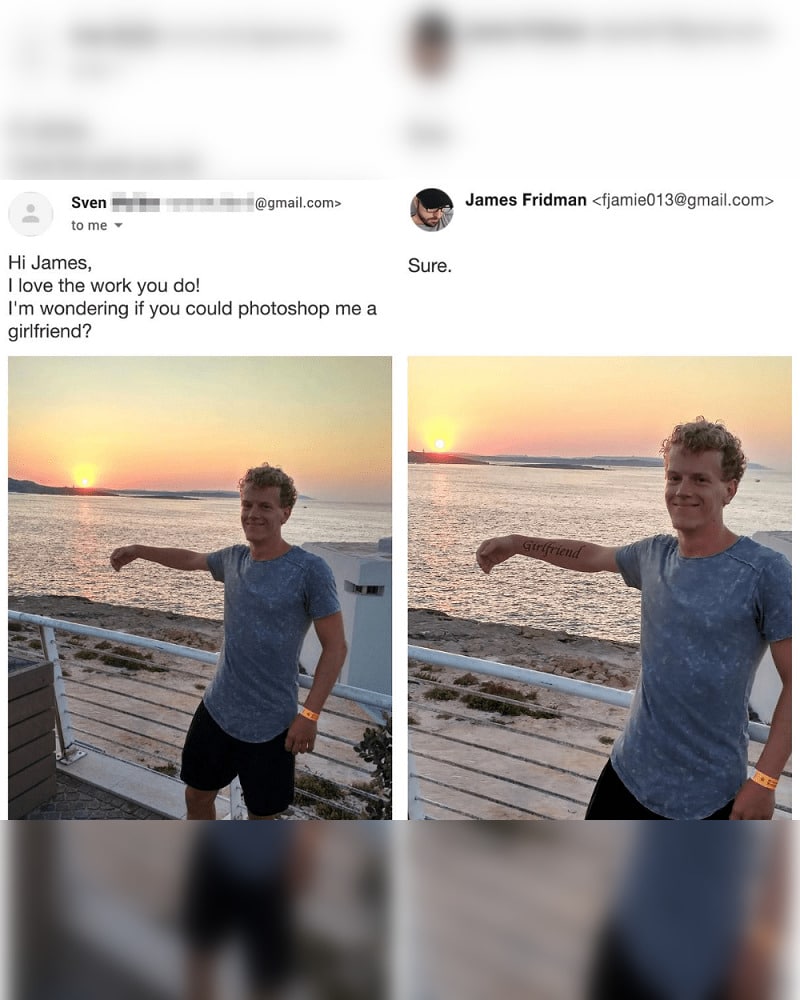 Sven @gmail.com>
to me
Hi James,
I love the work you do!
I'm wondering if you could photoshop me a
girlfriend?
James Fridman <fjamie013@gmail.com>
Sure.
Girlfriend